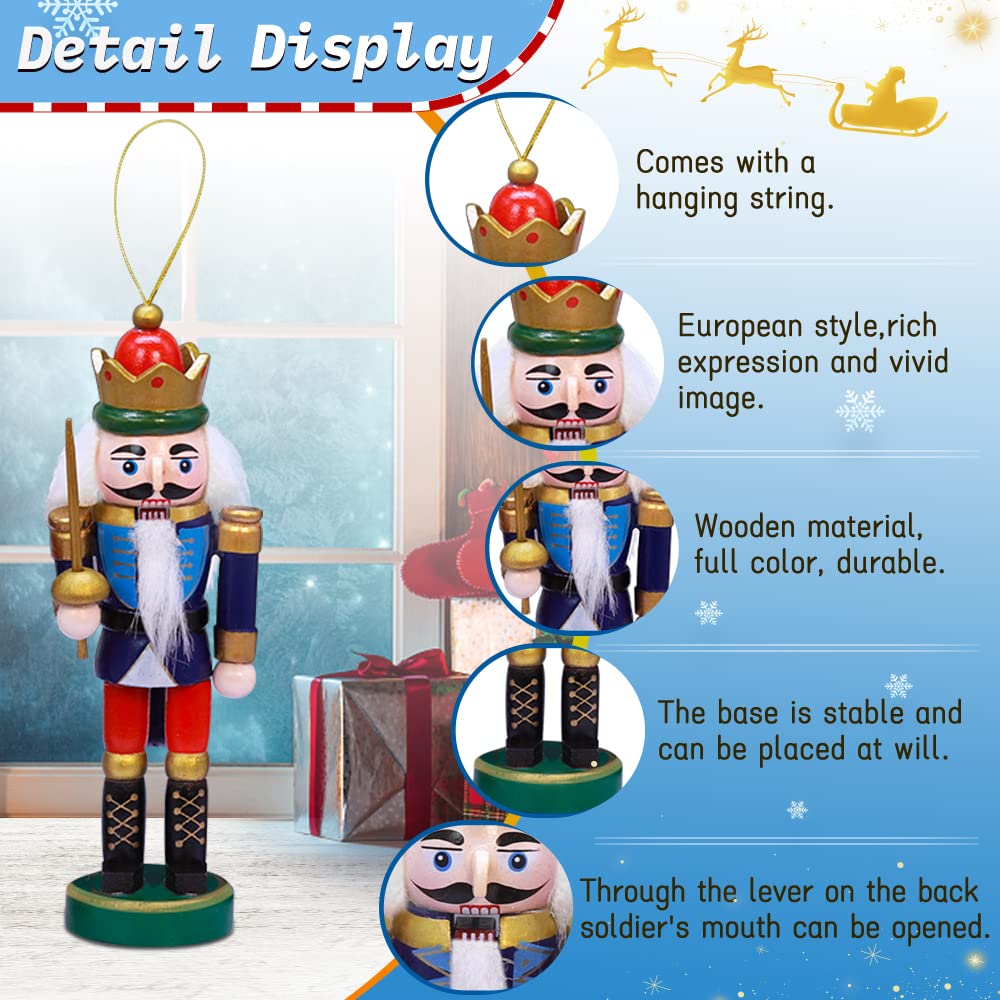 Detail Display
Comes with a
hanging string.
European style,rich
expression and vivid
image.
Wooden material,
full color, durable.
The base is stable and
can be placed at will.
Through the lever on the back
soldier's mouth can be opened.